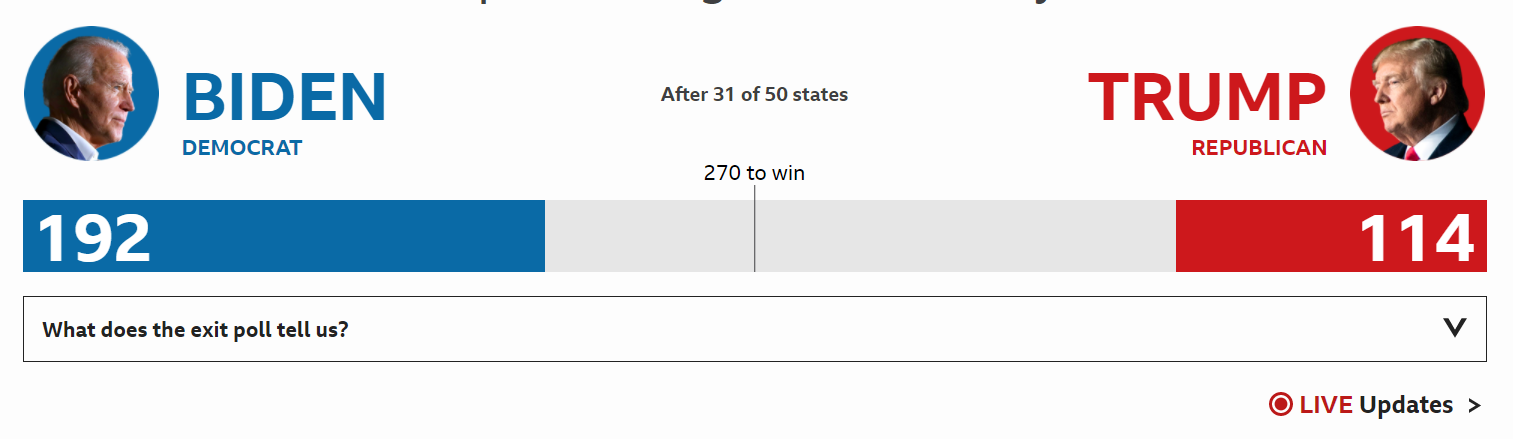 BIDEN
DEMOCRAT
After 31 of 50 states
TRUMP
REPUBLICAN
270 to win
192
114
What does the exit poll tell us?
LIVE Updates >